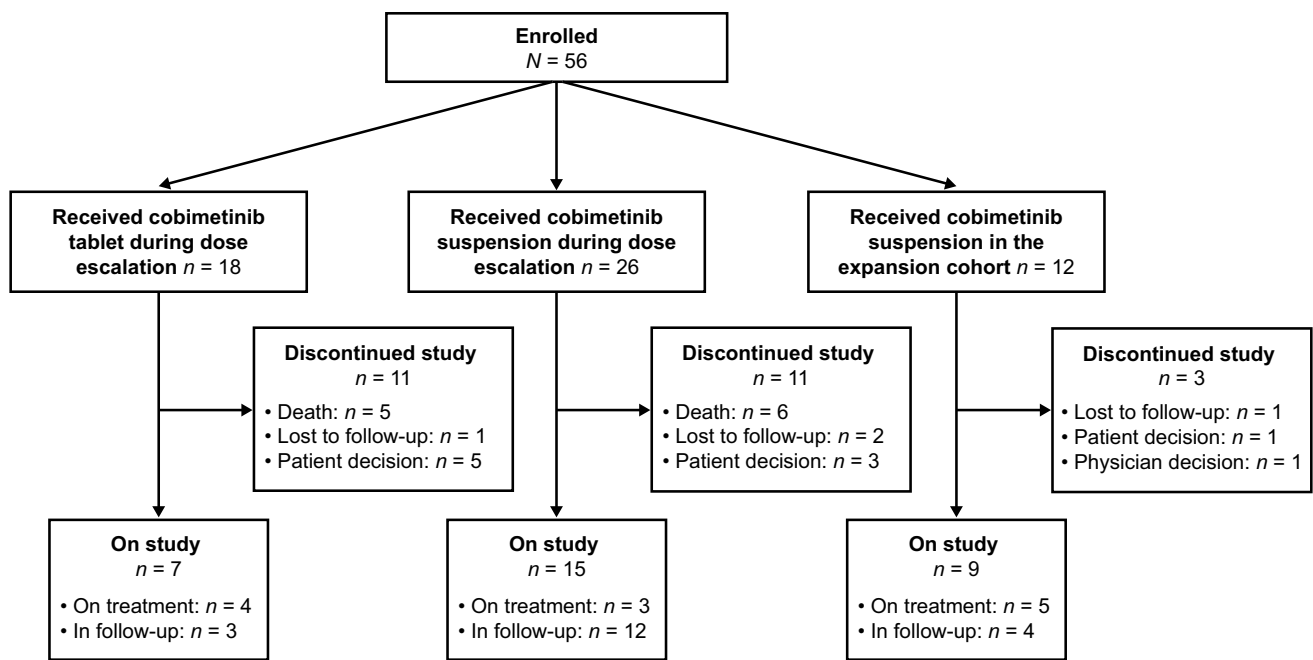 Enrolled
N = 56
Received cobimetinib
tablet during dose
escalation n = 18
Received cobimetinib
suspension during dose
escalation n = 26
Received cobimetinib
suspension in the
expansion cohort n = 12
Discontinued study
n = 11
• Death: n = 5
• Lost to follow-up: n = 1
• Patient decision: n = 5
Discontinued study
n = 11
• Death: n = 6
• Lost to follow-up: n = 2
• Patient decision: n = 3
Discontinued study
n = 3
• Lost to follow-up: n = 1
• Patient decision: n = 1
• Physician decision: n = 1
On study
n = 7
• On treatment: n = 4
• In follow-up: n = 3
On study
n = 15
• On treatment: n = 3
• In follow-up: n = 12
On study
n = 9
• On treatment: n = 5
• In follow-up: n = 4